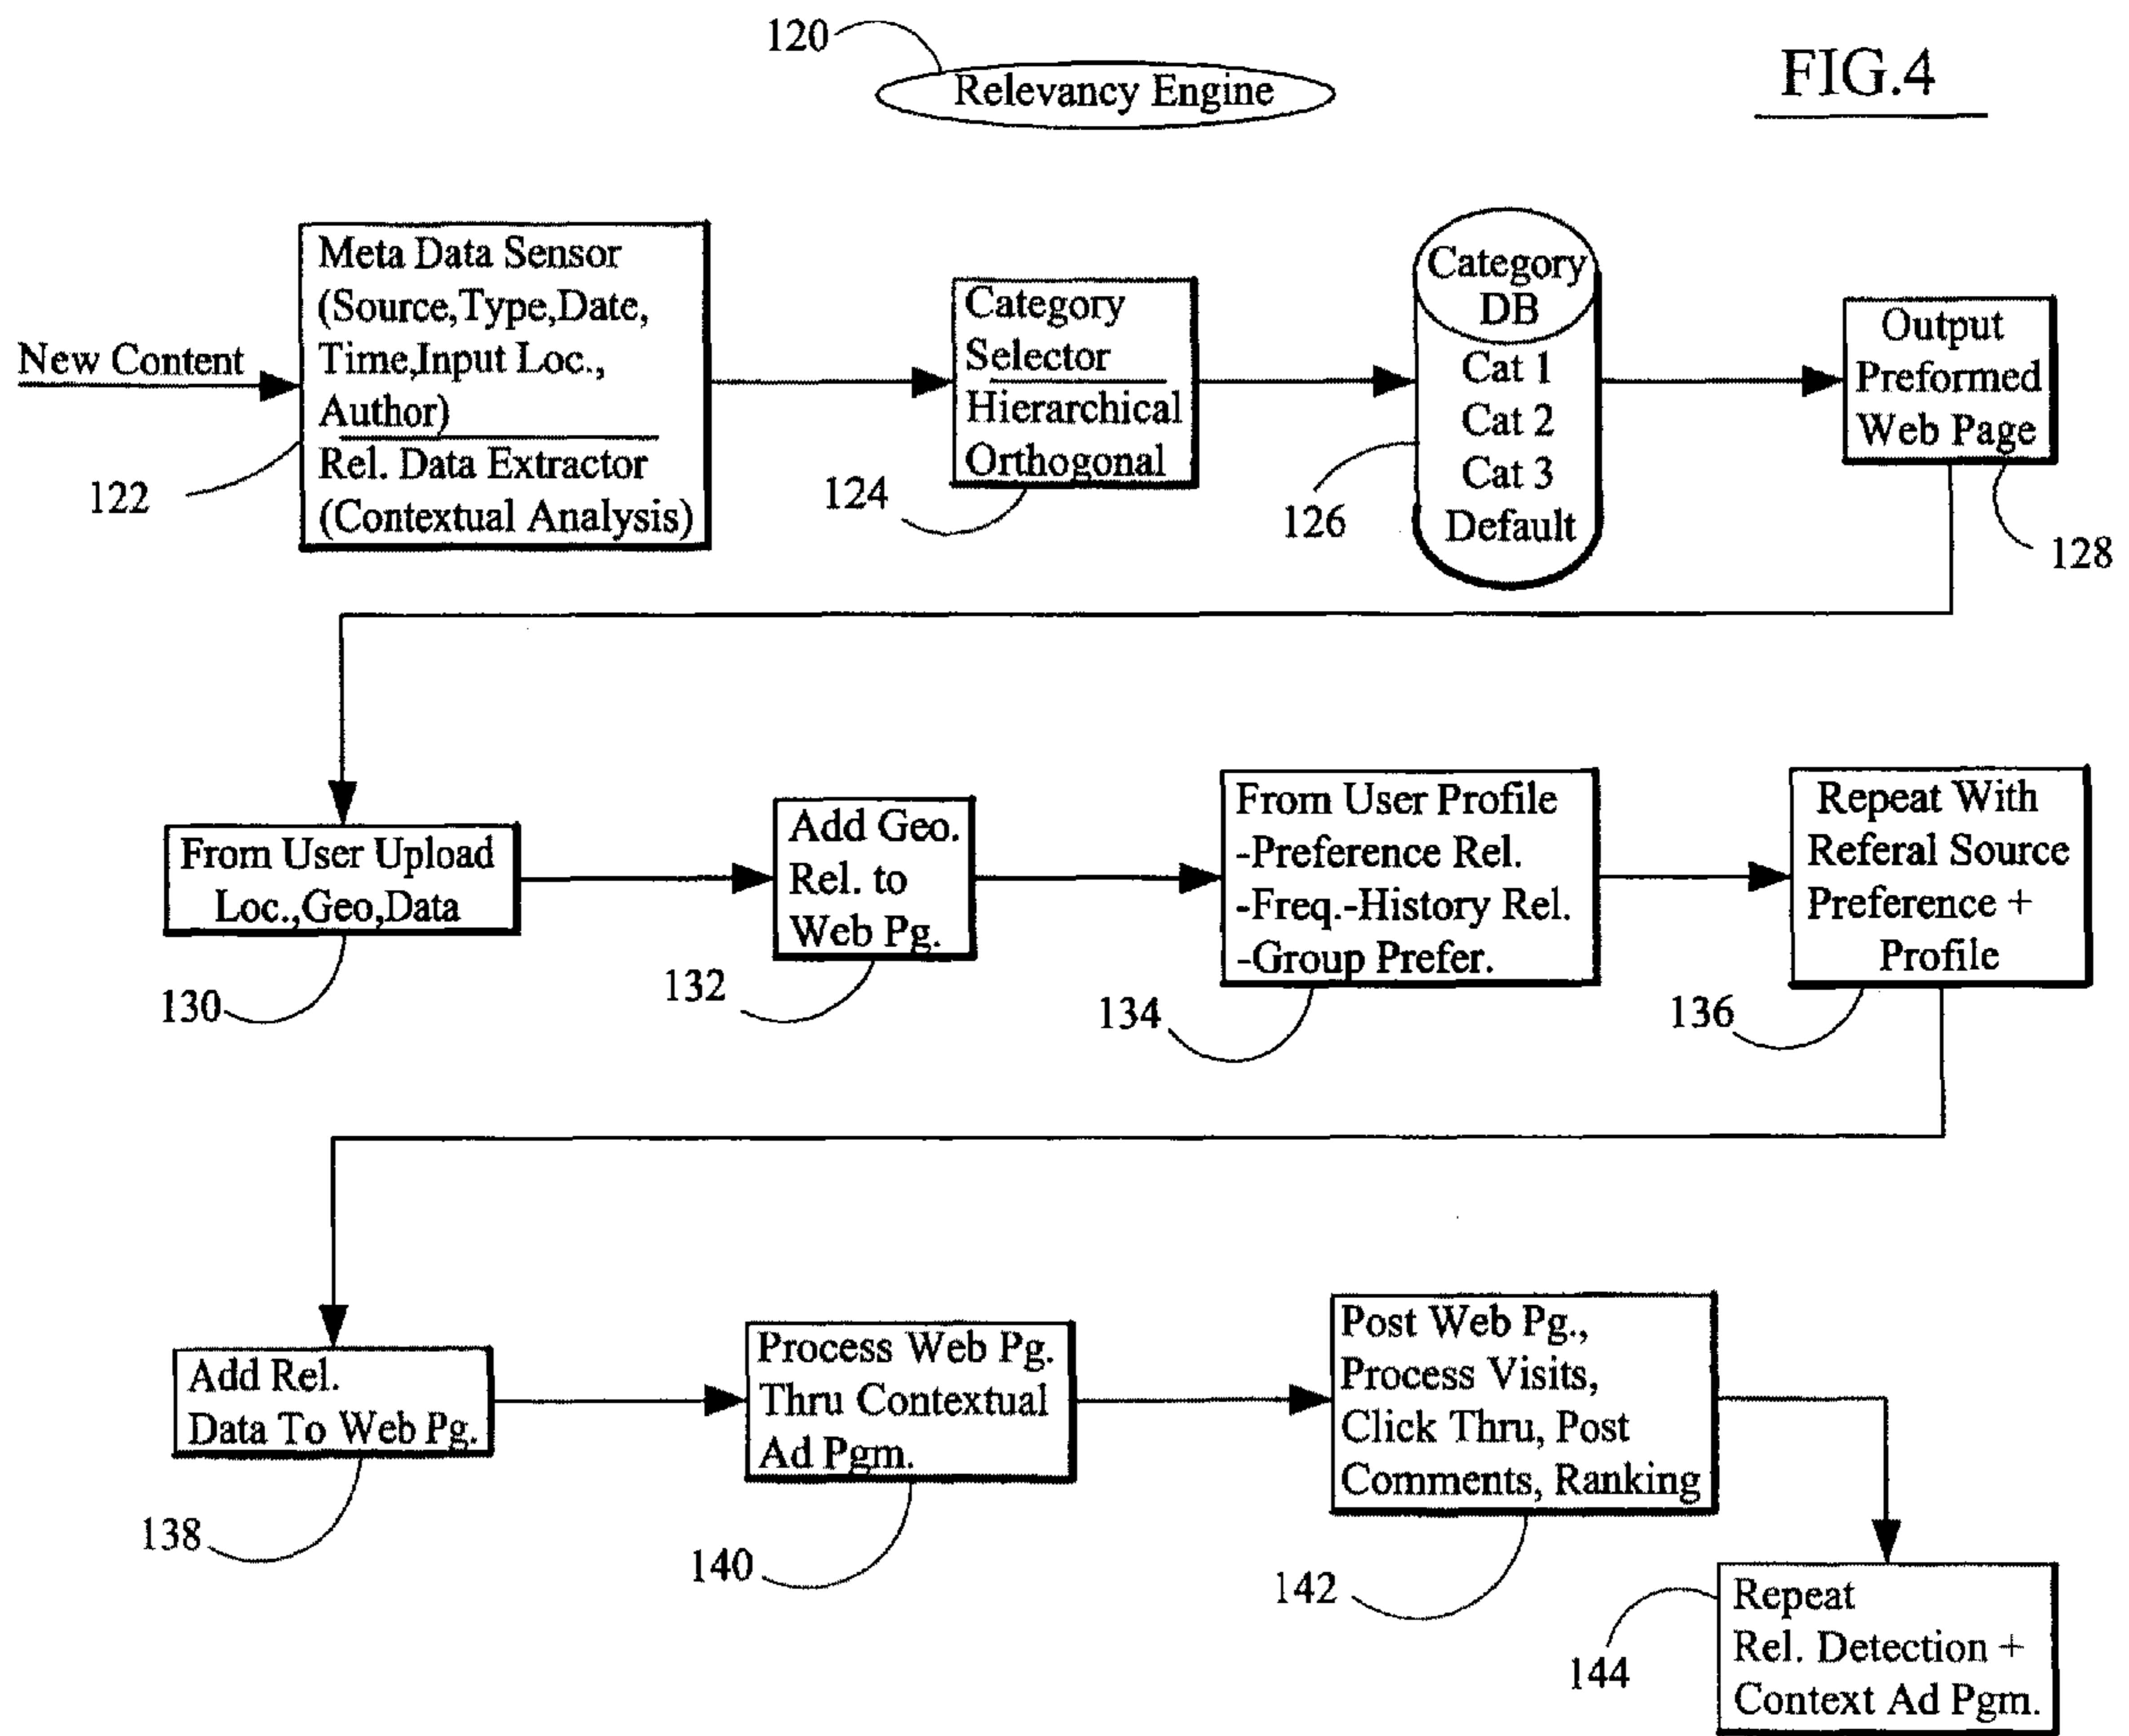 120
Relevancy Engine
FIG.4
New Content
Meta Data Sensor
(Source,Type,Date,
Time,Input Loc.,
Author)
Rel. Data Extractor
(Contextual Analysis)
122
Category
Selector
Hierarchical
Orthogonal
124
Category
DB
Cat 1
Cat 2
Cat 3
Default
126
Output
Preformed
Web Page
128
From User Upload
Loc.,Geo,Data
130
Add Geo.
Rel. to
Web Pg.
132
From User Profile
-Preference Rel.
-Freq.-History Rel.
-Group Prefer.
134
Repeat With
Referal Source
Preference +
Profile
136
Add Rel.
Data To Web Pg.
138
Process Web Pg.
Thru Contextual
Ad Pgm.
140
Post Web Pg.,
Process Visits,
Click Thru, Post
Comments, Ranking
142
Repeat
Rel. Detection +
Context Ad Pgm.
144